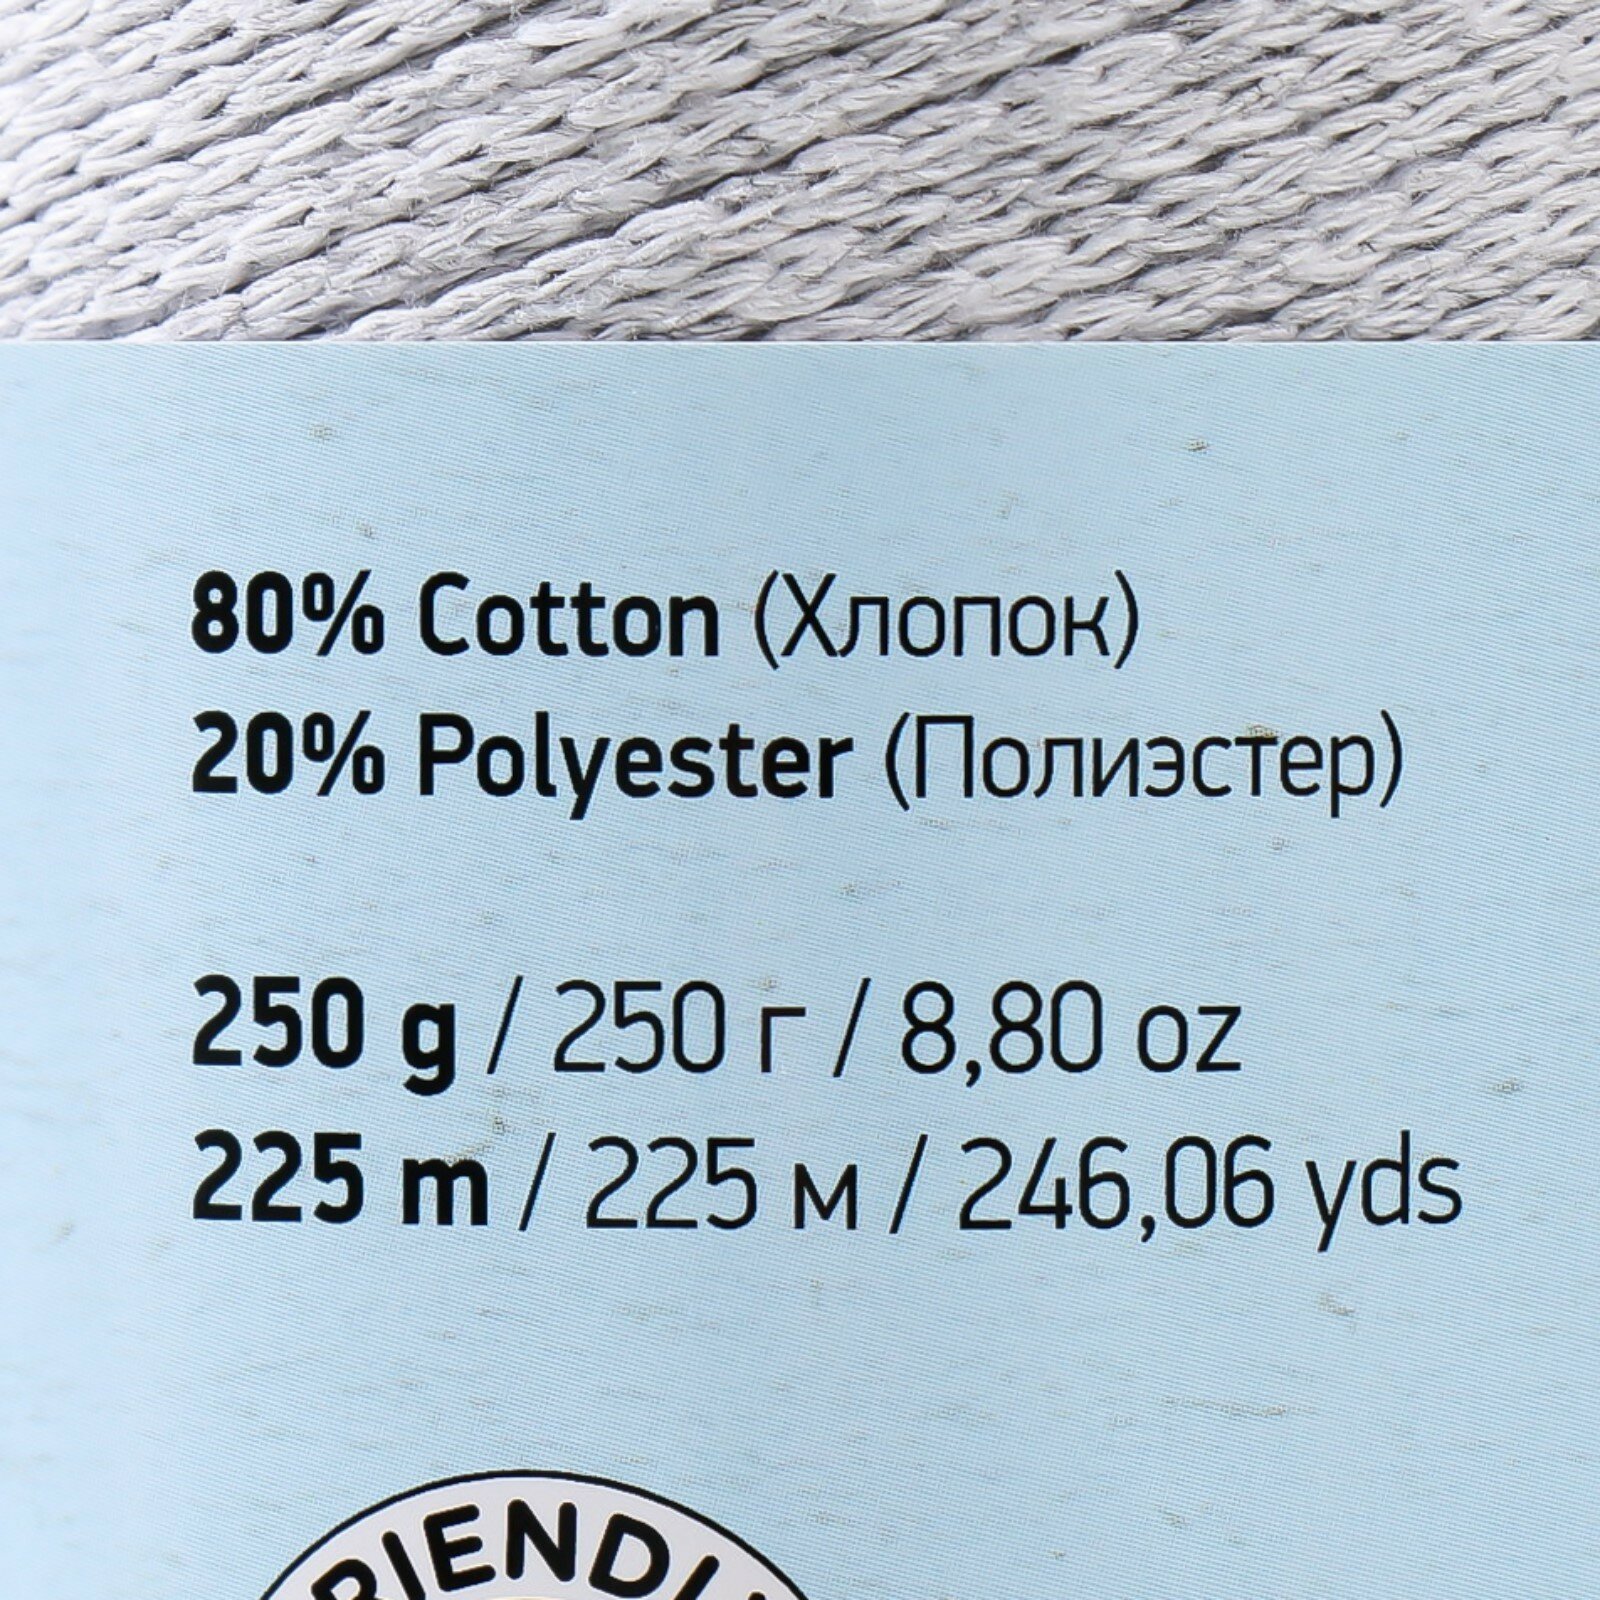 80% Cotton (Хлопок)
20% Polyester (Полиэстер)
250 g / 250 г / 8,80 oz
225 m / 225 м / 246,06 yds